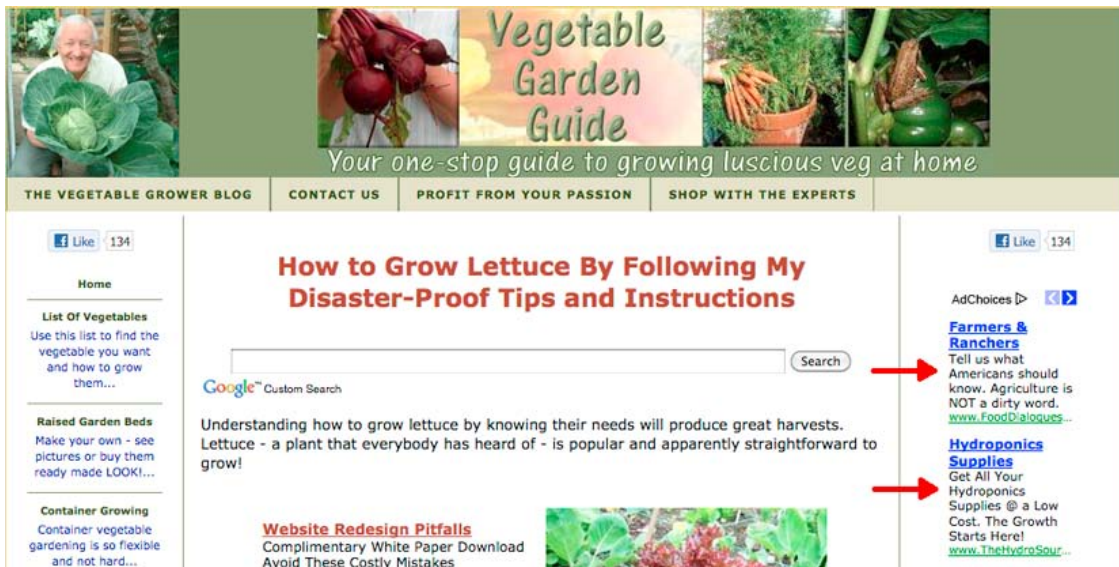 Vegetable
Garden
Guide
Your one-stop guide to growing luscious veg at home
THE VEGETABLE GROWER BLOG
CONTACT US
PROFIT FROM YOUR PASSION
SHOP WITH THE EXPERTS
Like 134
Home
List Of Vegetables
Use this list to find the
vegetable you want
and how to grow
them...
Raised Garden Beds
Make your own - see
pictures or buy them
ready made LOOK!...
Container Growing
Container vegetable
gardening is so flexible
and not hard...
How to Grow Lettuce By Following My
Disaster-Proof Tips and Instructions
Search
Google™ Custom Search
Understanding how to grow lettuce by knowing their needs will produce great harvests.
Lettuce - a plant that everybody has heard of - is popular and apparently straightforward to
grow!
Website Redesign Pitfalls
Complimentary White Paper Download
Avoid These Costly Mistakes
Like 134
AdChoices
Farmers &
Ranchers
Tell us what
Americans should
know. Agriculture is
NOT a dirty word.
www.FoodDialogues...
Hydroponics
Supplies
Get All Your
Hydroponics
Supplies @ a Low
Cost. The Growth
Starts Here!
www.TheHydroSour...